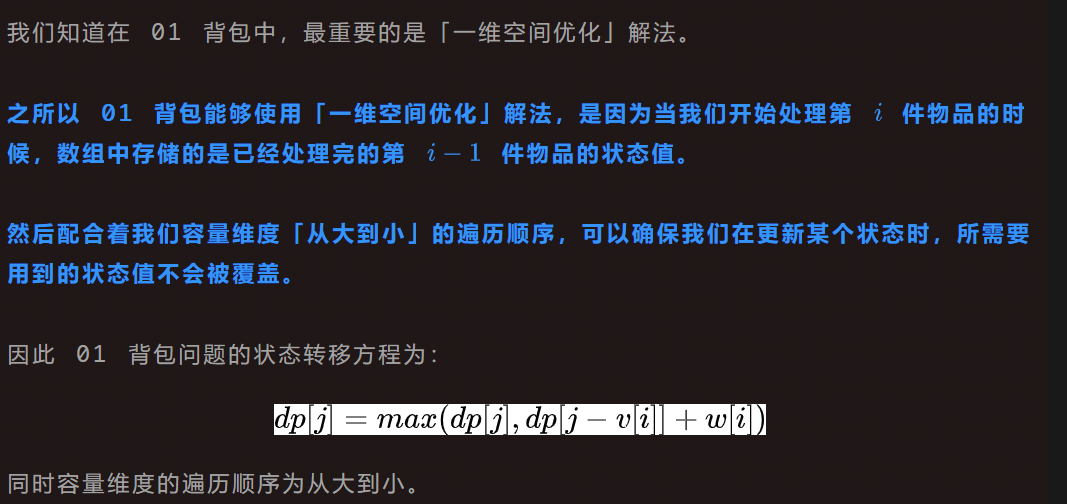 我们知道在 01 背包中，最重要的是「一维空间优化」解法。
之所以 01 背包能够使用「一维空间优化」解法，是因为当我们开始处理第 i 件物品的时
候，数组中存储的是已经处理完的第 i − 1 件物品的状态值。
然后配合着我们容量维度「从大到小」的遍历顺序，可以确保我们在更新某个状态时，所需要
用到的状态值不会被覆盖。
因此 01 背包问题的状态转移方程为：
dp[j] = max(dp[j], dp[j − v[i]] + w[i])
同时容量维度的遍历顺序为从大到小。